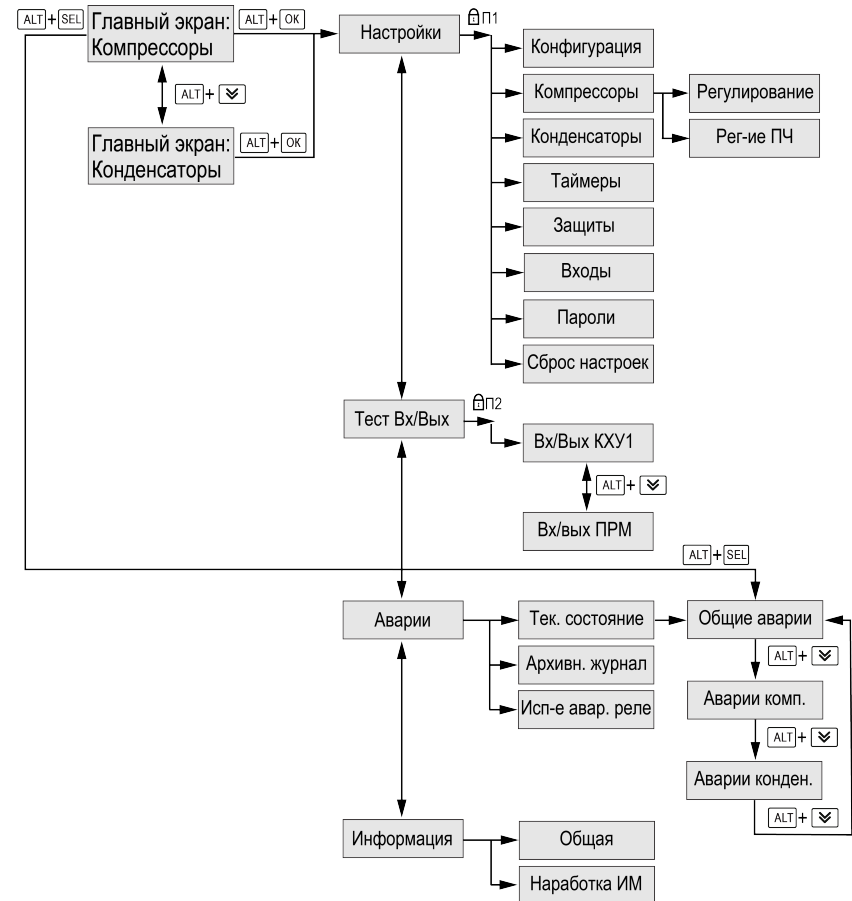 ALT + SEL
Главный экран:
Компрессоры
ALT + OK
Настройки
П1
Конфигурация
ALT +
Компрессоры
Регулирование
Главный экран:
Конденсаторы
ALT + OK
Конденсаторы
Рег-ие ПЧ
Таймеры
Защиты
Входы
Пароли
Сброс настроек
Тест Вх/Вых
П2
Вх/Вых КХУ1
ALT +
Вх/вых ПРМ
ALT + SEL
Аварии
Тек. состояние
Общие аварии
ALT +
Архивн. журнал
Аварии комп.
Исп-е авар. реле
ALT +
Аварии конден.
ALT +
Информация
Общая
Наработка ИМ